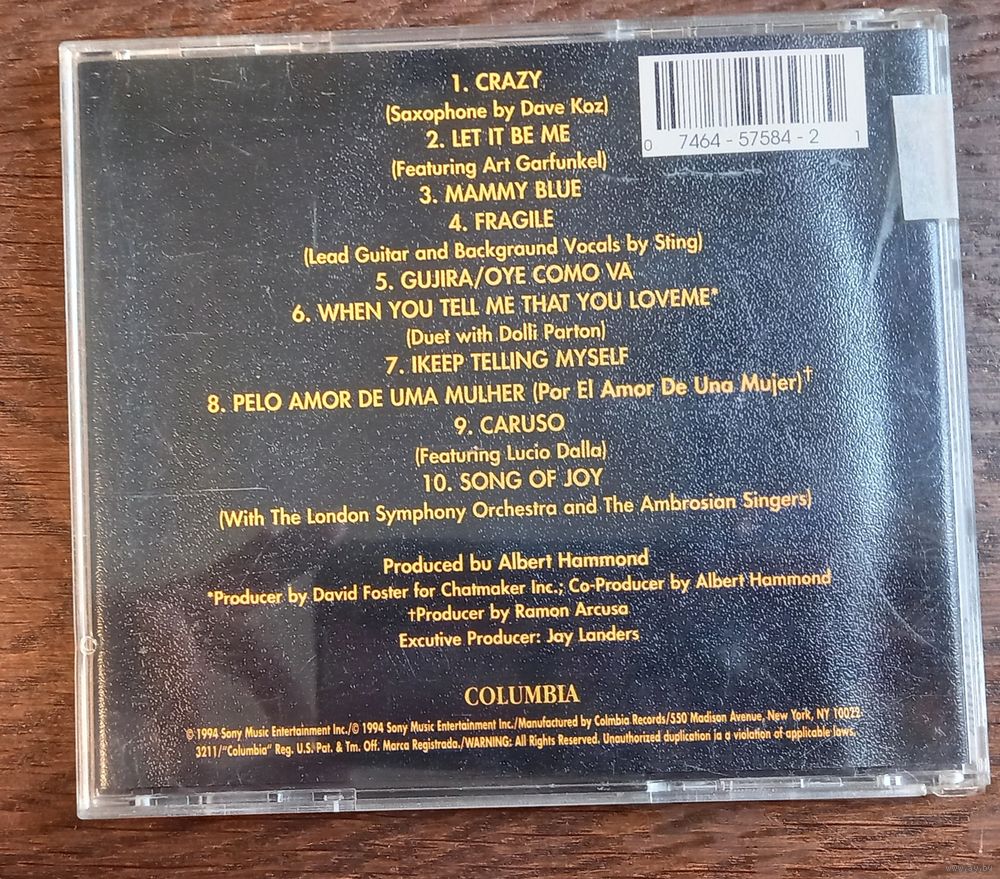 1. CRAZY
(Saxophone by Dave Koz)
2. LET IT BE ME
(Featuring Art Garfunkel)
3. MAMMY BLUE
4. FRAGILE
(Lead Guitar and Backgraund Vocals by Sting)
5. GUJIRA/OYE COMO VA
6. WHEN YOU TELL ME THAT YOU LOVEME*
(Duet with Dolli Parton)
7. IKEEP TELLING MYSELF
8. PELO AMOR DE UMA MULHER (Por El Amor De Una Mujer)†
9. CARUSO
(Featuring Lucio Dalla)
10. SONG OF JOY
(With The London Symphony Orchestra and The Ambrosian Singers)
0 7464 - 57584 - 2 1
Produced bu Albert Hammond
*Producer by David Foster for Chatmaker Inc.; Co-Producer by Albert Hammond
†Producer by Ramon Arcusa
Excutive Producer: Jay Landers
COLUMBIA
© 1994 Sony Music Entertainment Inc./© 1994 Sony Music Entertainment Inc./Manufactured by Colmbia Records/550 Madison Avenue, New York, NY 10022
3211/"Columbia" Reg. U.S. Pat. & Tm. Off. Marca Registrada./WARNING: All Rights Reserved. Unauthorized duplication is a violation of applicable laws.